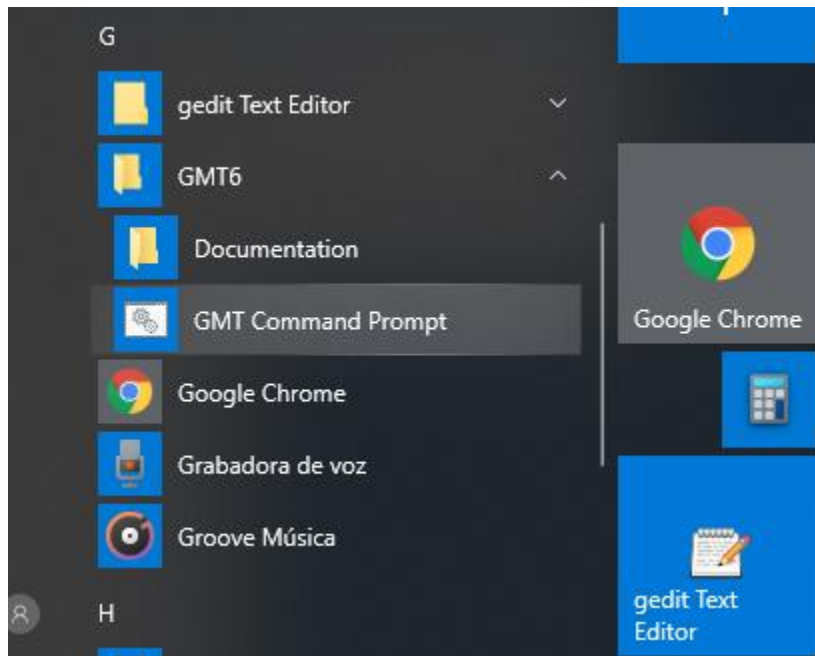 G
gedit Text Editor
GMT6
Documentation
GMT Command Prompt
Google Chrome
Grabadora de voz
Groove Música
H
Google Chrome
gedit Text
Editor